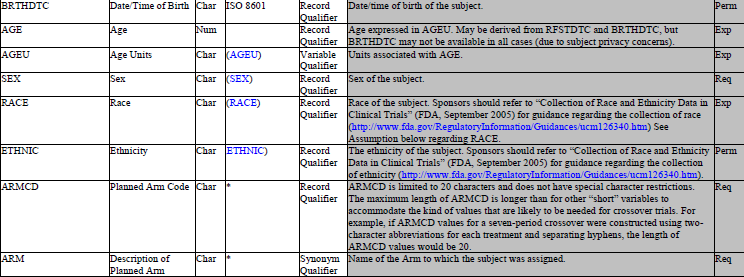 BRTHDTC Date/Time of Birth Char ISO 8601 Record Date/time of birth of the subject. Perm
Qualifier
AGE Age Num Record Age expressed in AGEU. May be derived from RFSTDTC and BRTHDTC, but Exp
Qualifier BRTHDTC may not be available in all cases (due to subject privacy concerns).
AGEU Age Units Char (AGEU) Variable Units associated with AGE. Exp
Qualifier
SEX Sex Char (SEX) Record Sex of the subject. Req
Qualifier
RACE Race Char (RACE) Record Race of the subject. Sponsors should refer to “Collection of Race and Ethnicity Data in Exp
Qualifier Clinical Trials” (FDA, September 2005) for guidance regarding the collection of race
(http://www.fda.gov/RegulatoryInformation/Guidances/ucm126340.htm) See
Assumption below regarding RACE.
ETHNIC Ethnicity Char ETHNIC) Record The ethnicity of the subject. Sponsors should refer to “Collection of Race and Ethnicity Perm
Qualifier Data in Clinical Trials” (FDA, September 2005) for guidance regarding the collection
of ethnicity (http://www.fda.gov/RegulatoryInformation/Guidances/ucm126340.htm).
ARMCD Planned Arm Code Char * Record ARMCD is limited to 20 characters and does not have special character restrictions. Req
Qualifier The maximum length of ARMCD is longer than for other “short” variables to
accommodate the kind of values that are likely to be needed for crossover trials. For
example, if ARMCD values for a seven-period crossover were constructed using two-
character abbreviations for each treatment and separating hyphens, the length of
ARMCD values would be 20.
ARM Description of Char * Synonym Name of the Arm to which the subject was assigned. Req
Planned Arm Qualifier